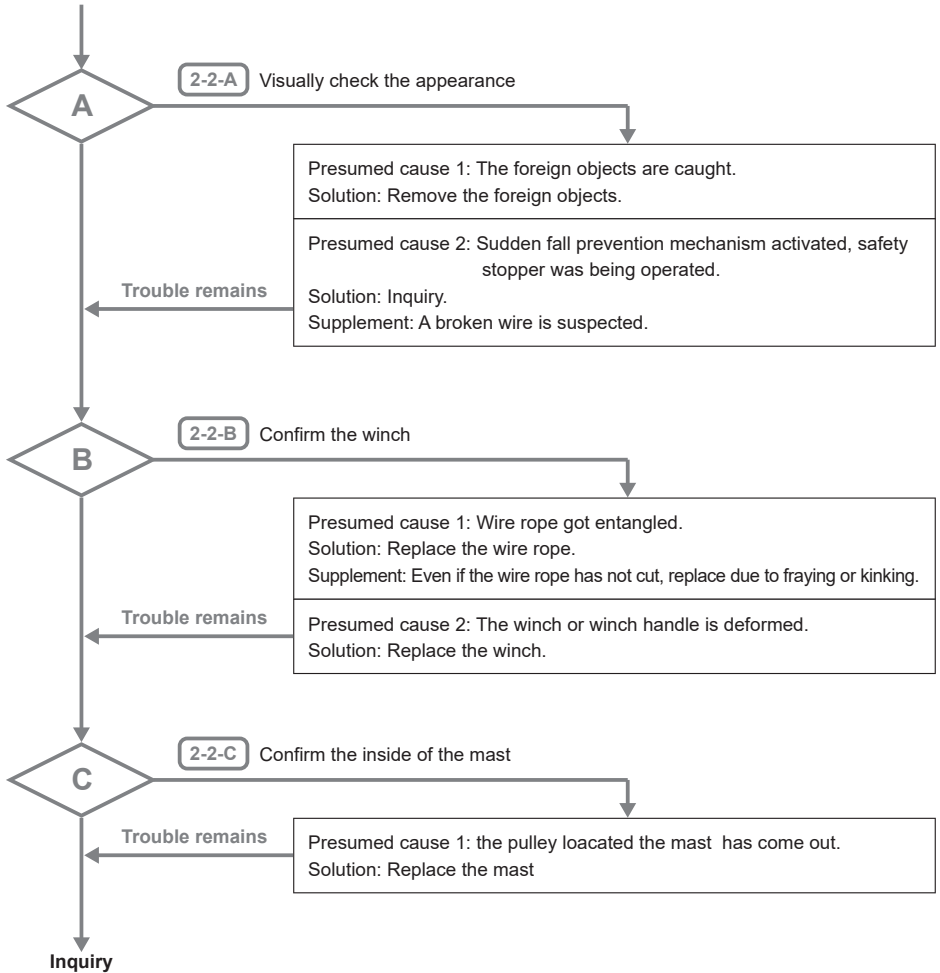 A
2-2-A Visually check the appearance
Presumed cause 1: The foreign objects are caught.
Solution: Remove the foreign objects.
Presumed cause 2: Sudden fall prevention mechanism activated, safety
stopper was being operated.
Solution: Inquiry.
Supplement: A broken wire is suspected.
Trouble remains
B
2-2-B Confirm the winch
Presumed cause 1: Wire rope got entangled.
Solution: Replace the wire rope.
Supplement: Even if the wire rope has not cut, replace due to fraying or kinking.
Presumed cause 2: The winch or winch handle is deformed.
Solution: Replace the winch.
Trouble remains
C
2-2-C Confirm the inside of the mast
Presumed cause 1: the pulley loacated the mast has come out.
Solution: Replace the mast
Trouble remains
Inquiry